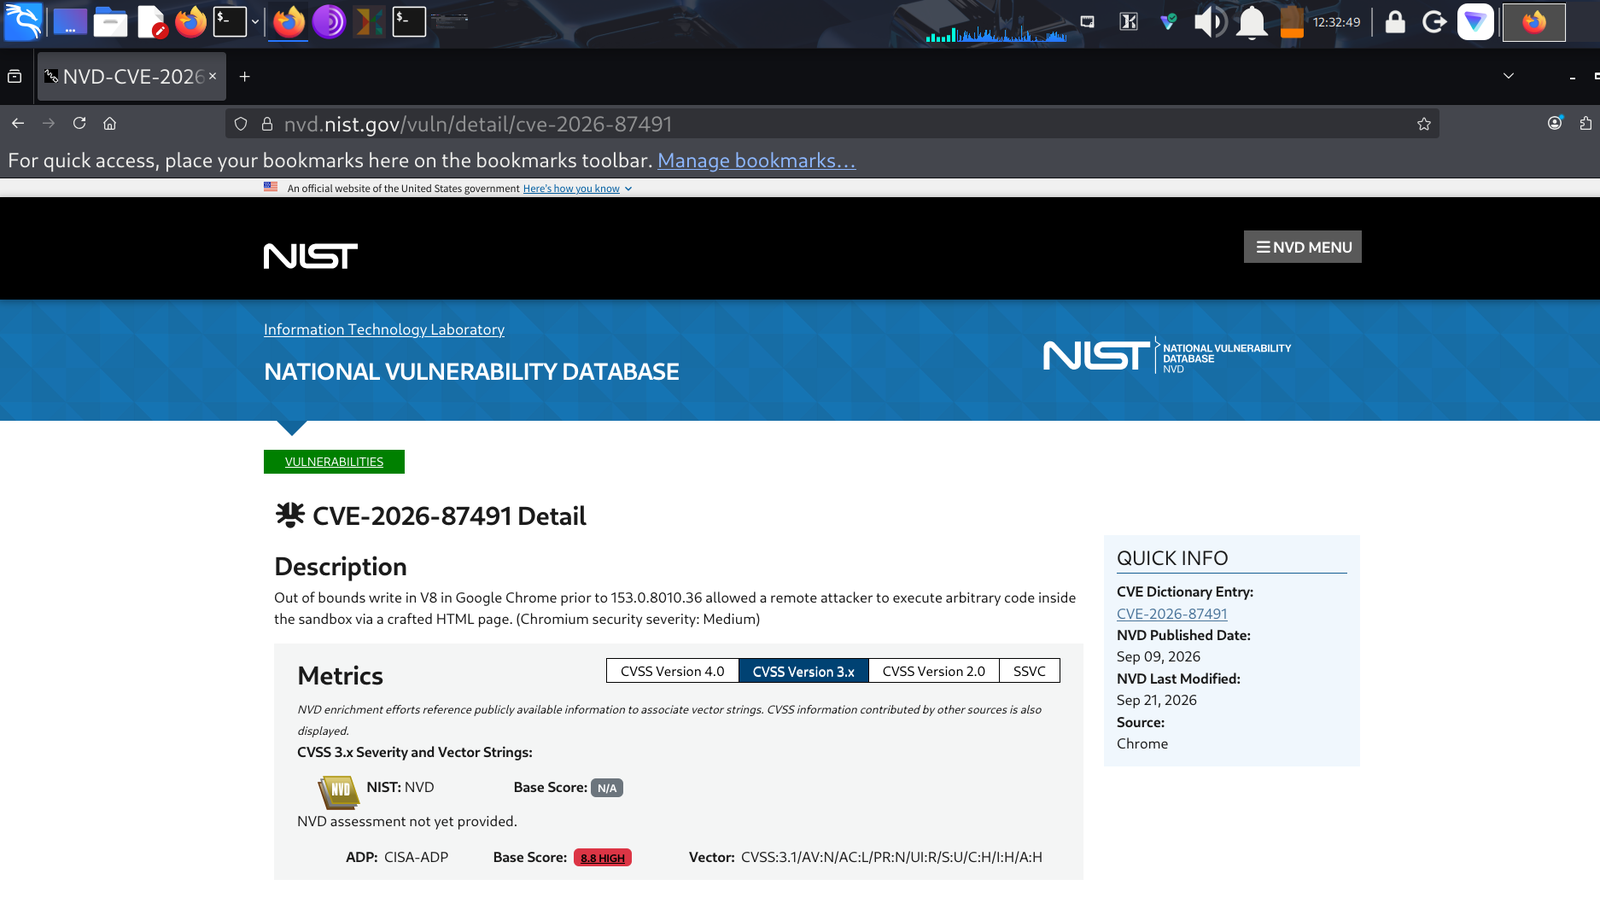 12:32:49
NVD-CVE-2026
nvd.nist.gov/vuln/detail/cve-2026-87491
For quick access, place your bookmarks here on the bookmarks toolbar. Manage bookmarks...
An official website of the United States government Here's how you know
NIST
NVD MENU
Information Technology Laboratory
NATIONAL VULNERABILITY DATABASE
NIST NATIONAL VULNERABILITY
DATABASE
NVD
VULNERABILITIES
CVE-2026-87491 Detail
Description
Out of bounds write in V8 in Google Chrome prior to 153.0.8010.36 allowed a remote attacker to execute arbitrary code inside
the sandbox via a crafted HTML page. (Chromium security severity: Medium)
Metrics
CVSS Version 4.0 CVSS Version 3.x CVSS Version 2.0 SSVC
NVD enrichment efforts reference publicly available information to associate vector strings. CVSS information contributed by other sources is also
displayed.
CVSS 3.x Severity and Vector Strings:
NVD NIST: NVD Base Score: N/A
NVD assessment not yet provided.
ADP: CISA-ADP Base Score: 8.8 HIGH Vector: CVSS:3.1/AV:N/AC:L/PR:N/UI:R/S:U/C:H/I:H/A:H
QUICK INFO
CVE Dictionary Entry:
CVE-2026-87491
NVD Published Date:
Sep 09, 2026
NVD Last Modified:
Sep 21, 2026
Source:
Chrome